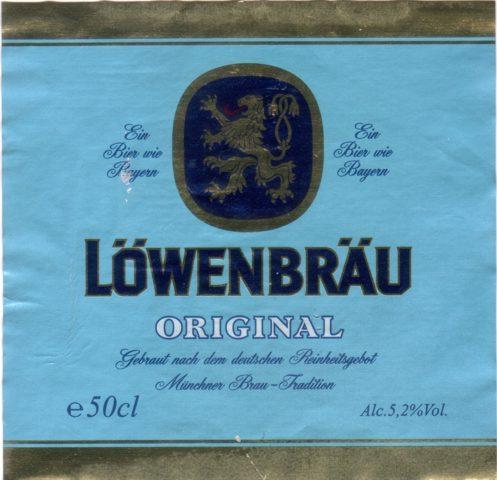 Ein
Bier wie
Bayern
Ein
Bier wie
Bayern
LÖWENBRÄU
ORIGINAL
Gebraut nach dem deutschen Reinheitsgebot
Münchner Brau-Tradition
e 50cl
Alc.5,2%Vol.